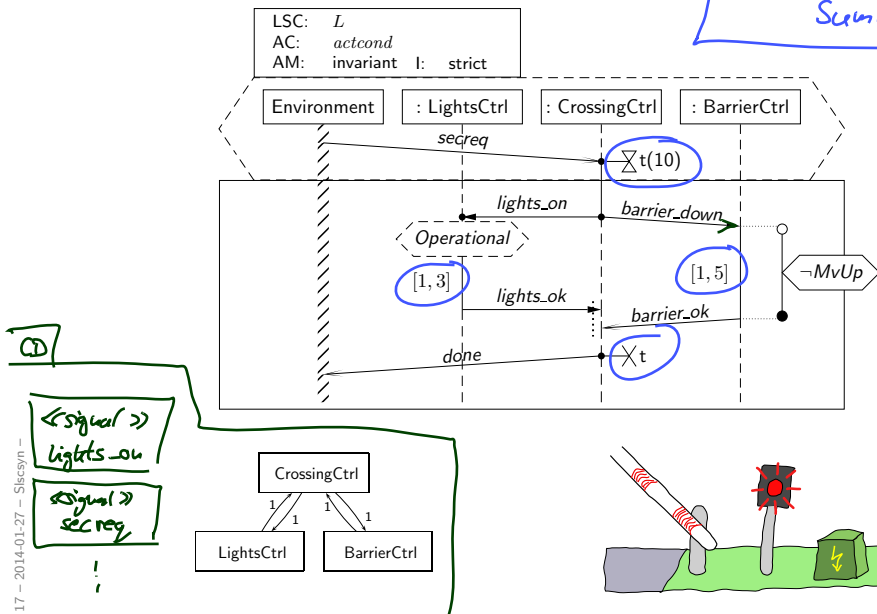 LSC: L
AC: actcond
AM: invariant I: strict
Environment
: LightsCtrl
: CrossingCtrl
: BarrierCtrl
secreq
t(10)
lights_on
barrier_down
Operational
[1, 3]
[1, 5]
¬MvUp
lights_ok
barrier_ok
done
t
CD
<<signal>>
lights_on
<<signal>>
secreq
CrossingCtrl
1
1
1
1
LightsCtrl
BarrierCtrl
17 – 2014-01-27 – Slscsyn –